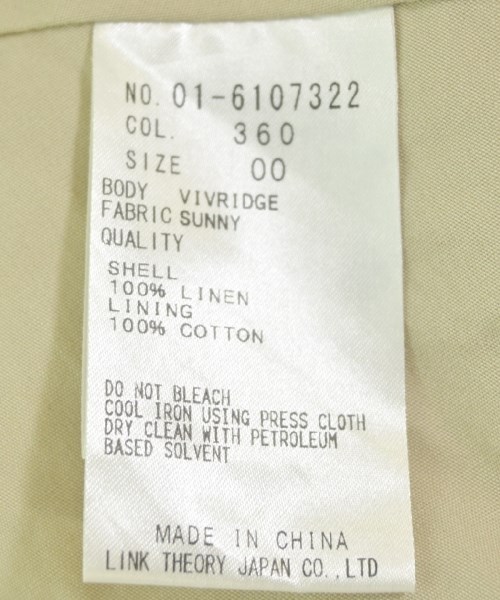 NO. 01-6107322
COL. 360
SIZE 00
BODY VIVRIDGE
FABRIC SUNNY
QUALITY
SHELL
100% LINEN
LINING
100% COTTON
DO NOT BLEACH
COOL IRON USING PRESS CLOTH
DRY CLEAN WITH PETROLEUM
BASED SOLVENT
MADE IN CHINA
LINK THEORY JAPAN CO.,LTD